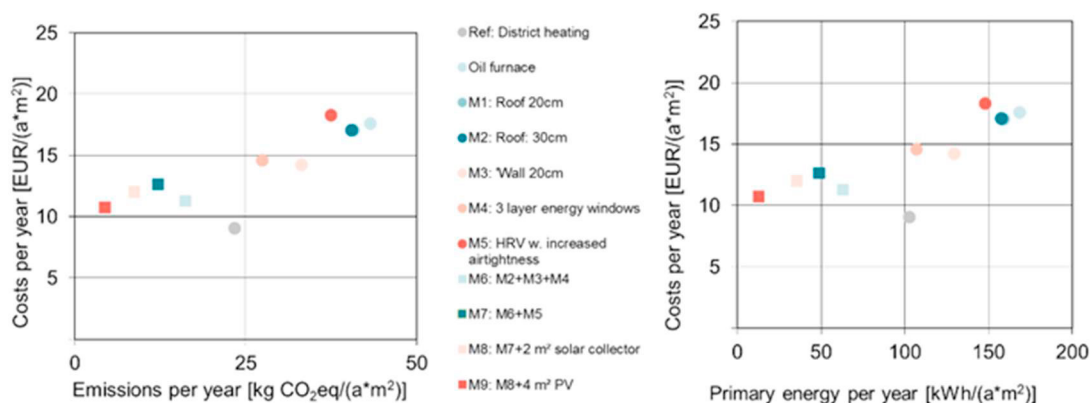 25
20
15
10
5
0
25
50
Costs per year [EUR/(a*m²)]
Emissions per year [kg CO₂eq/(a*m²)]
Ref: District heating
Oil furnace
M1: Roof 20cm
M2: Roof: 30cm
M3: 'Wall 20cm
M4: 3 layer energy windows
M5: HRV w. increased
airtightness
M6: M2+M3+M4
M7: M6+M5
M8: M7+2 m² solar collector
M9: M8+4 m² PV
25
20
15
10
5
0
50
100
150
200
Costs per year [EUR/(a*m²)]
Primary energy per year [kWh/(a*m²)]